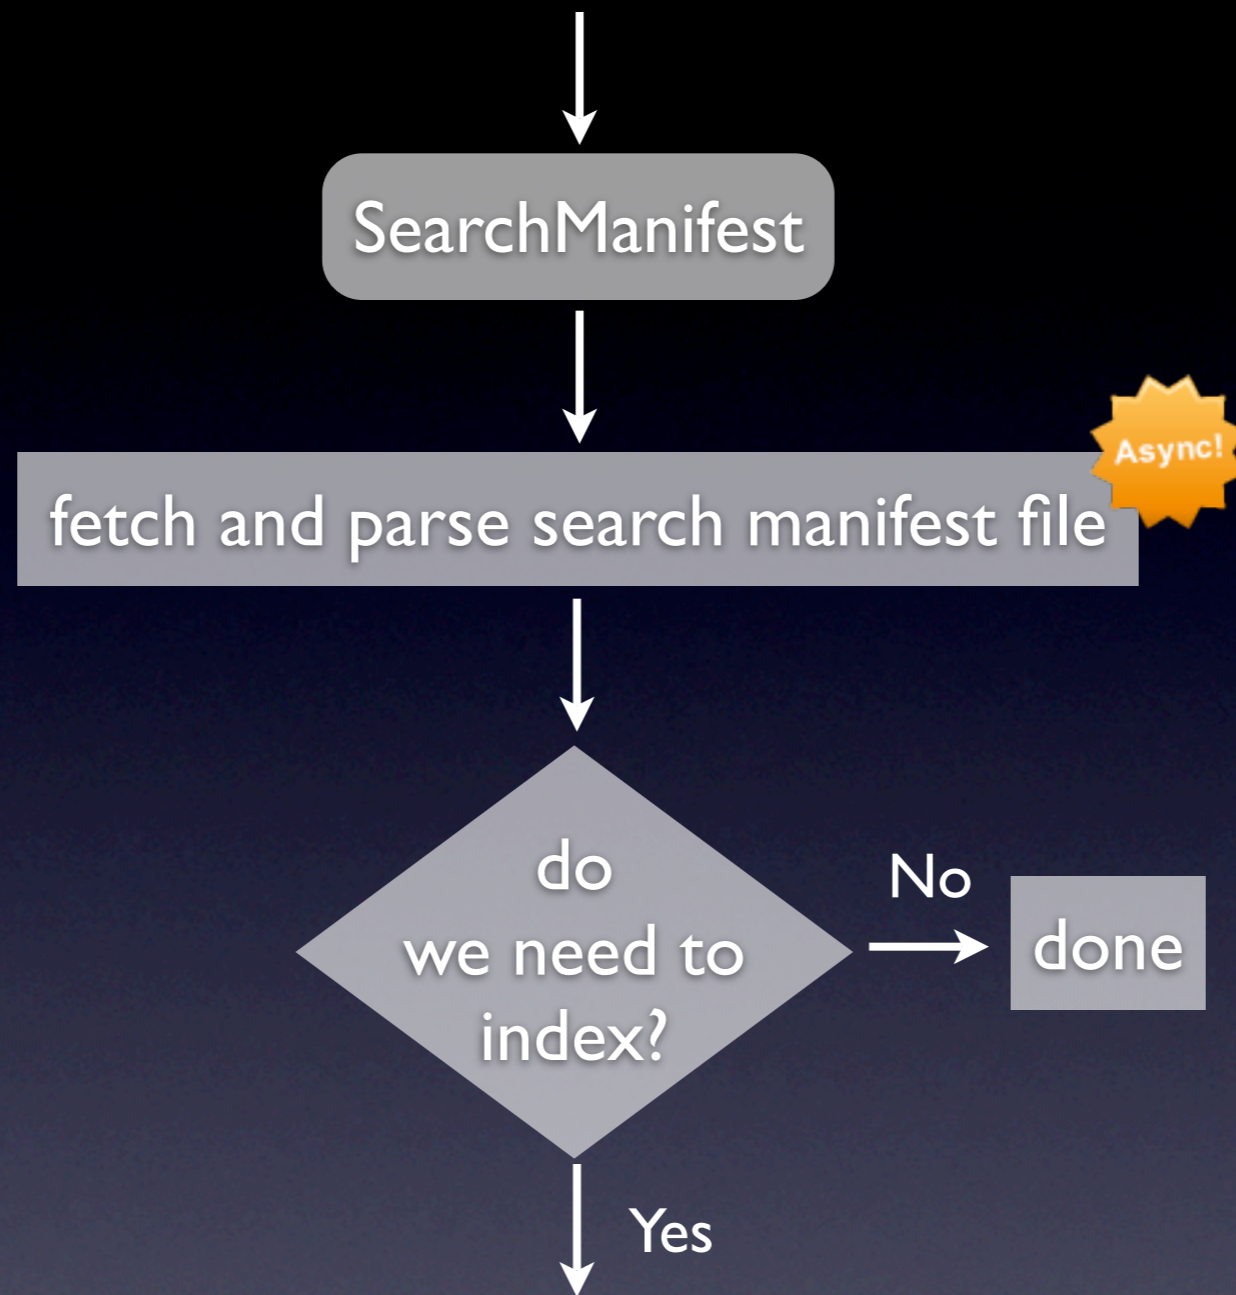 SearchManifest
Async!
fetch and parse search manifest file
do
we need to
index?
No
done
Yes